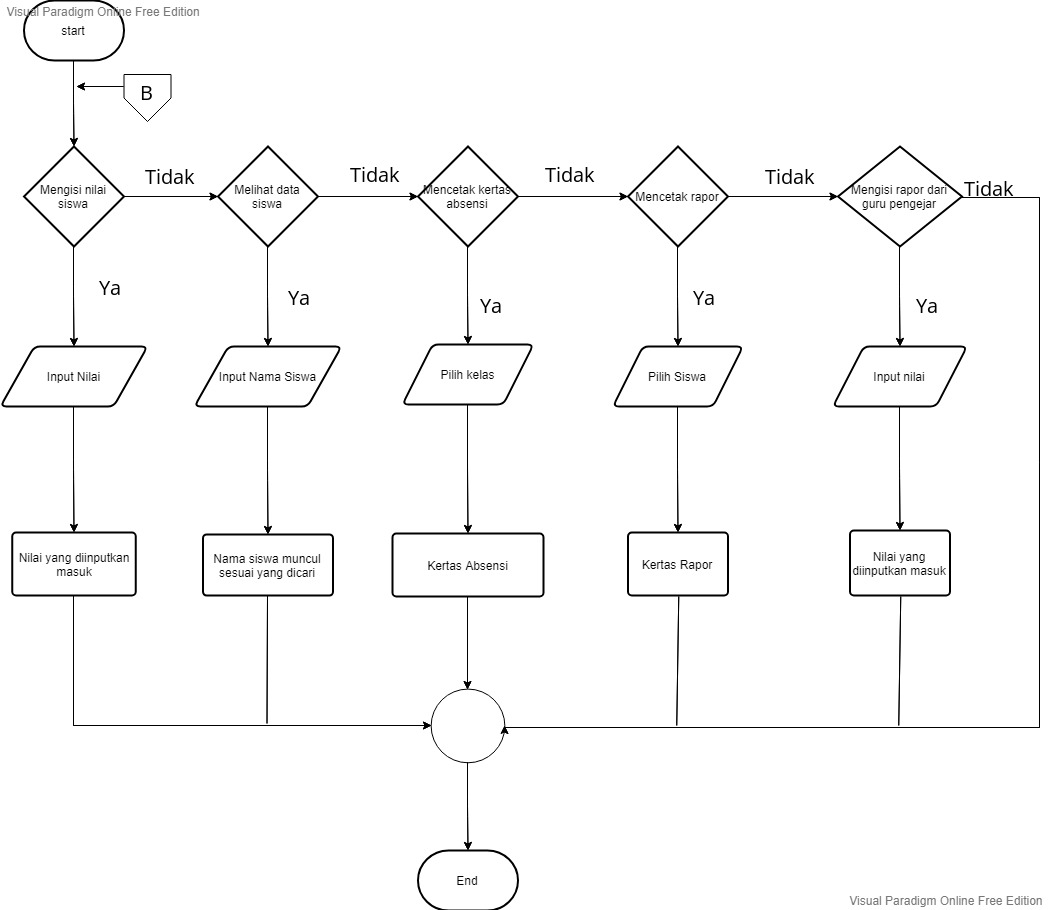 Visual Paradigm Online Free Edition
start
B
Mengisi nilai
siswa
Tidak
Melihat data
siswa
Tidak
Mencetak kertas
absensi
Tidak
Mencetak rapor
Tidak
Mengisi rapor dari
guru pengejar
Tidak
Ya
Ya
Ya
Ya
Ya
Input Nilai
Input Nama Siswa
Pilih kelas
Pilih Siswa
Input nilai
Nilai yang diinputkan
masuk
Nama siswa muncul
sesuai yang dicari
Kertas Absensi
Kertas Rapor
Nilai yang
diinputkan masuk
End
Visual Paradigm Online Free Edition